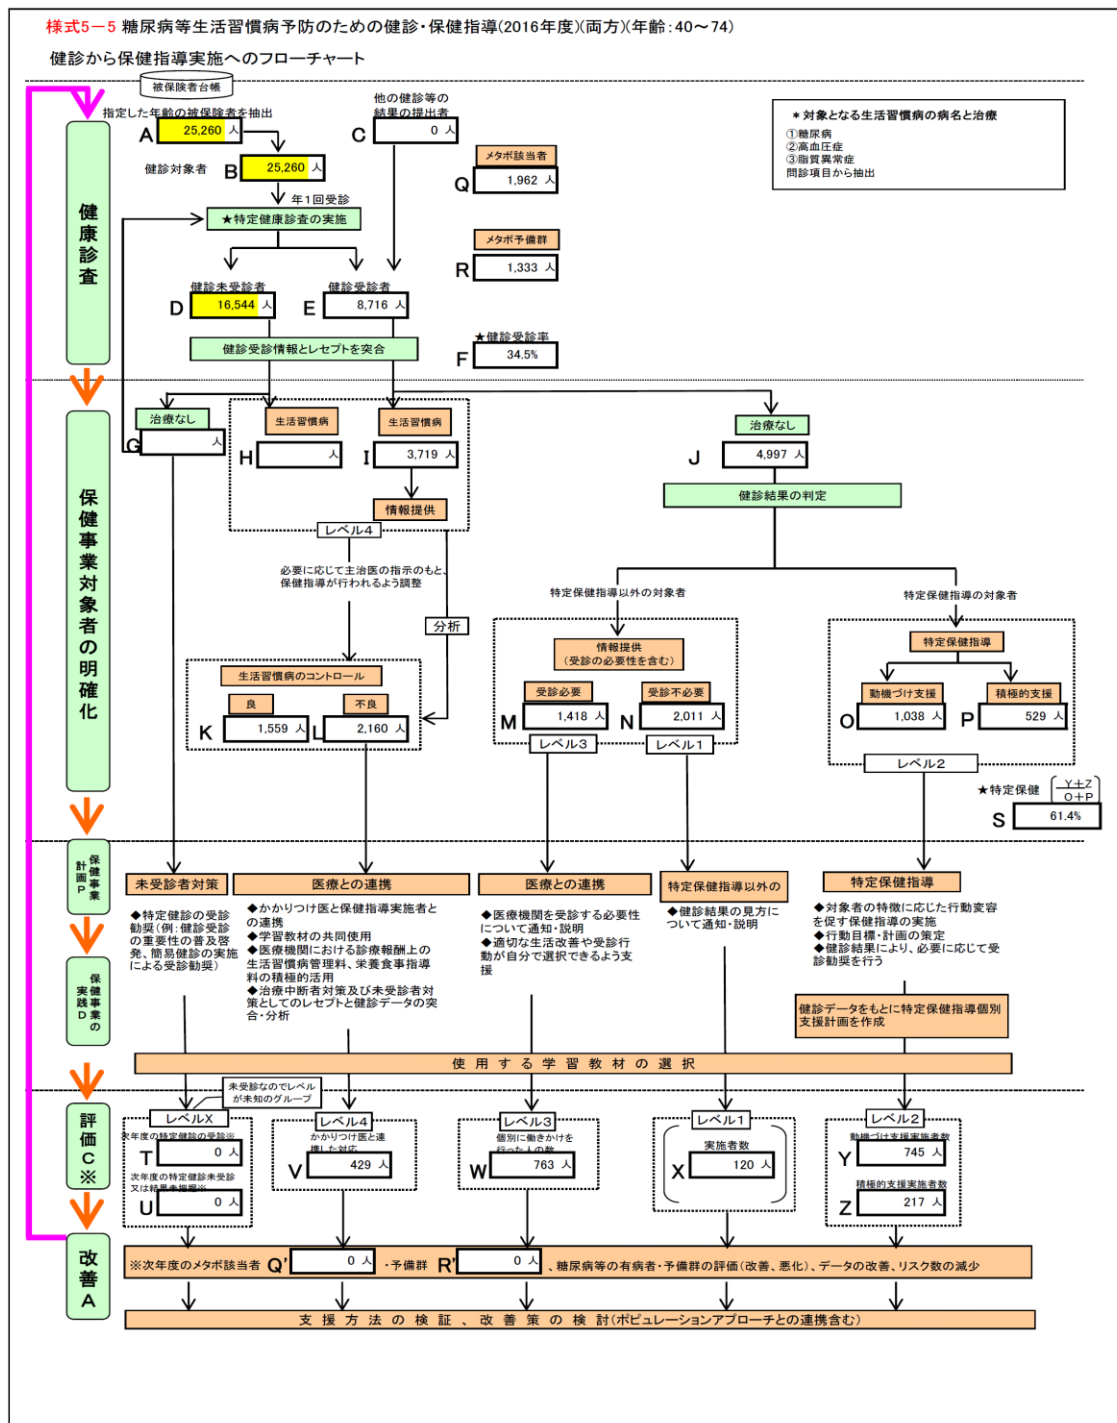 様式5-5 糖尿病等生活習慣病予防のための健診・保健指導(2016年度)(両方)(年齢:40～74)
健診から保健指導実施へのフローチャート
被保険者台帳
指定した年齢の被保険者を抽出
A 25,260 人
他の健診等の
結果の提出者
C 0 人
健診対象者
B 25,260 人
年1回受診
★特定健康診査の実施
メタボ該当者
Q 1,962 人
メタボ予備群
R 1,333 人
*対象となる生活習慣病の病名と治療
①糖尿病
②高血圧症
③脂質異常症
問診項目から抽出
健康診査
健診未受診者
D 16,544 人
健診受診者
E 8,716 人
健診受診情報とレセプトを突合
★健診受診率
F 34.5%
保健事業対象者の明確化
治療なし
G 人
生活習慣病
H 人
生活習慣病
I 3,719 人
情報提供
レベル4
治療なし
J 4,997 人
健診結果の判定
必要に応じて主治医の指示のもと、
保健指導が行われるよう調整
分析
生活習慣病のコントロール
良
K 1,559 人
不良
L 2,160 人
特定保健指導以外の対象者
情報提供
(受診の必要性を含む)
受診必要
M 1,418 人
受診不必要
N 2,011 人
レベル3
レベル1
特定保健指導の対象者
特定保健指導
動機づけ支援
O 1,038 人
積極的支援
P 529 人
レベル2
★特定保健 (Y+Z
O+P)
S 61.4%
保健事業
計画P
保健事業の
実践D
未受診者対策
◆特定健診の受診
勧奨(例:健診受診
の重要性の普及啓
発、簡易健診の実施
による受診勧奨)
医療との連携
◆かかりつけ医と保健指導実施者と
の連携
◆学習教材の共同使用
◆医療機関における診療報酬上の
生活習慣病管理料、栄養食事指導
料の積極的活用
◆治療中断者対策及び未受診者対
策としてのレセプトと健診データの突
合・分析
医療との連携
◆医療機関を受診する必要性
について通知・説明
◆適切な生活改善や受診行
動が自分で選択できるよう支
援
特定保健指導以外の
◆健診結果の見方に
ついて通知・説明
特定保健指導
◆対象者の特徴に応じた行動変容
を促す保健指導の実施
◆行動目標・計画の策定
◆健診結果により、必要に応じて受
診勧奨を行う
健診データをもとに特定保健指導個別
支援計画を作成
使用する学習教材の選択
未受診なのでレベル
が未知のグループ
評価C※
レベルX
次年度の特定健診の受診※
T 0 人
次年度の特定健診未受診
又は結果未把握※
U 0 人
レベル4
かかりつけ医と連
携した対応
V 429 人
レベル3
個別に働きかけを
行った人の数
W 763 人
レベル1
実施者数
X 120 人
レベル2
動機づけ支援実施者数
Y 745 人
積極的支援実施者数
Z 217 人
改善A
※次年度のメタボ該当者 Q' 0 人 ・予備群 R' 0 人 、糖尿病等の有病者・予備群の評価(改善、悪化)、データの改善、リスク数の減少
支援方法の検証、改善策の検討(ポピュレーションアプローチとの連携含む)